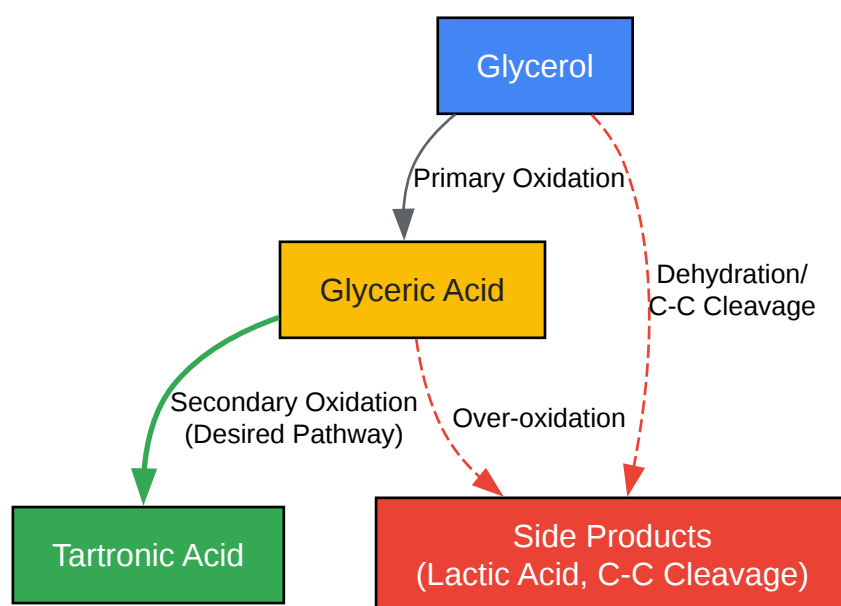 Glycerol
Primary Oxidation
Dehydration/
C-C Cleavage
Glyceric Acid
Secondary Oxidation
(Desired Pathway)
Over-oxidation
Tartronic Acid
Side Products
(Lactic Acid, C-C Cleavage)